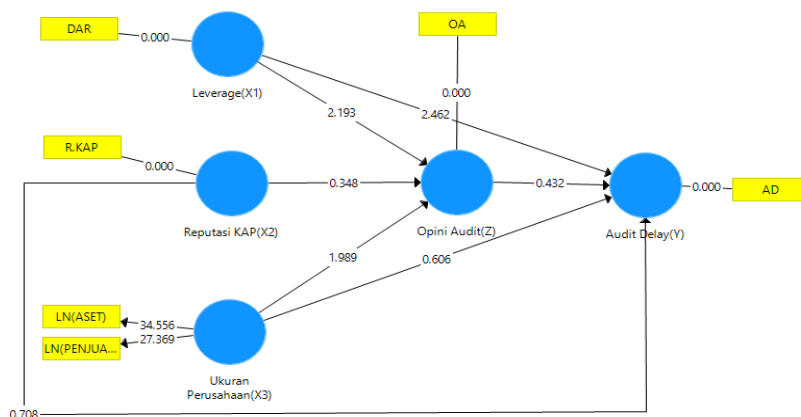 DAR
0.000
Leverage(X1)
OA
0.000
2.193
2.462
R.KAP
0.000
Reputasi KAP(X2)
0.348
Opini Audit(Z)
0.432
Audit Delay(Y)
0.000
AD
1.989
0.606
LN(ASET)
34.556
27.369
LN(PENJUA...
Ukuran
Perusahaan(X3)
0.708